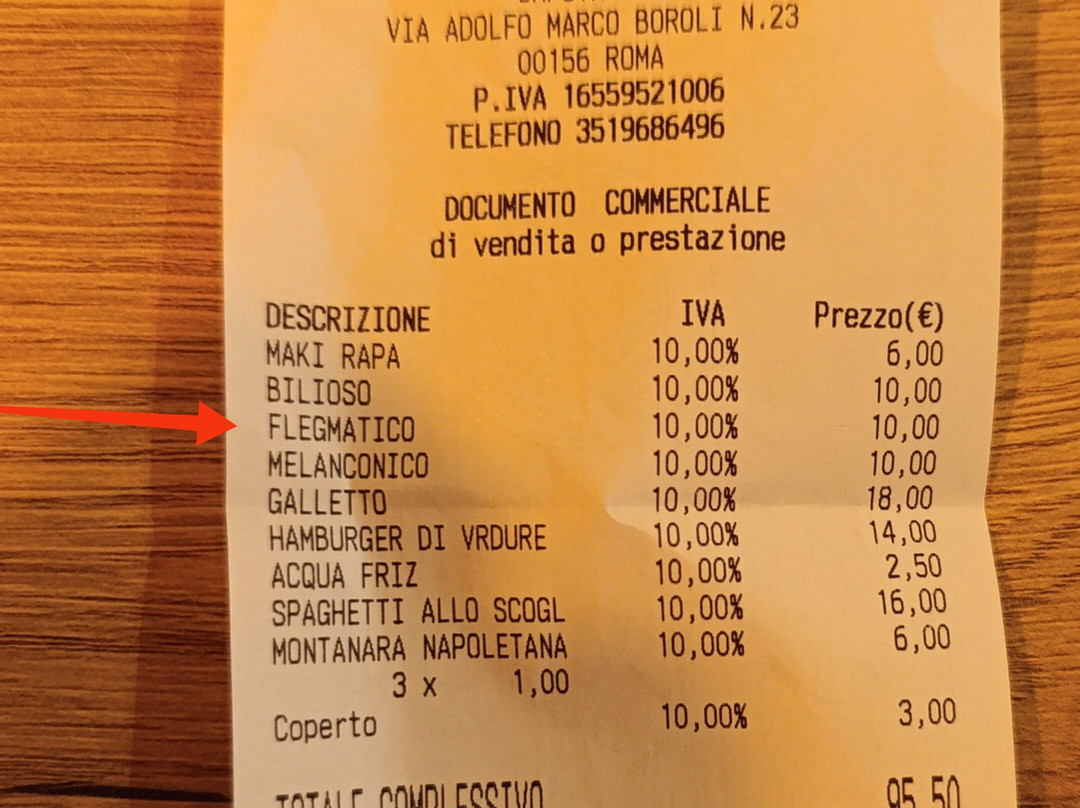 VIA ADOLFO MARCO BOROLI N.23
00156 ROMA
P.IVA 16559521006
TELEFONO 3519686496
DOCUMENTO COMMERCIALE
di vendita o prestazione
DESCRIZIONE IVA Prezzo(€)
MAKI RAPA 10,00% 6,00
BILIOSO 10,00% 10,00
FLEGMATICO 10,00% 10,00
MELANCONICO 10,00% 10,00
GALLETTO 10,00% 18,00
HAMBURGER DI VRDURE 10,00% 14,00
ACQUA FRIZ 10,00% 2,50
SPAGHETTI ALLO SCOGL 10,00% 16,00
MONTANARA NAPOLETANA 10,00% 6,00
3 x 1,00
Coperto 10,00% 3,00
TOTALE COMPLESSIVO 95,50